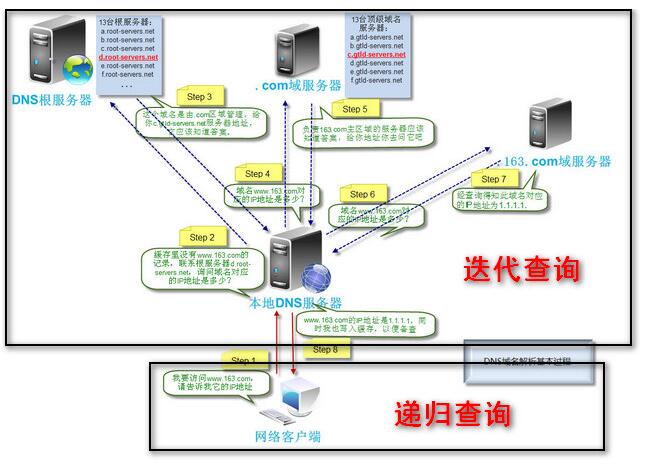 13台根服务器：
a.root-servers.net
b.root-servers.net
c.root-servers.net
d.root-servers.net
e.root-servers.net
f.root-servers.net
...
DNS根服务器
13台顶级域名
服务器：
a.gtld-servers.net
b.gtld-servers.net
c.gtld-servers.net
d.gtld-servers.net
e.gtld-servers.net
f.gtld-servers.net
.com域服务器
Step 3
这个域名是由.com区域管理，给
你c.gtld-servers.net服务器地址，
它应该知道答案。
Step 5
负责163.com主区域的服务器应该
知道答案，给你地址你去问它吧
163.com域服务器
Step 7
经查询得知此域名对应
的IP地址为1.1.1.1。
Step 4
域名www.163.com对
应的IP地址是多少？
Step 6
域名www.163.com对
应的IP地址是多少？
Step 2
缓存里没有www.163.com的
记录，联系根服务器d.root-
servers.net，询问域名对应
的IP地址是多少？
本地DNS服务器
迭代查询
www.163.com的IP地址是1.1.1.1，同
时我也写入缓存，以便备查
Step 8
Step 1
DNS域名解析基本过程
我要访问www.163.com，
请告诉我它的IP地址
网络客户端
递归查询